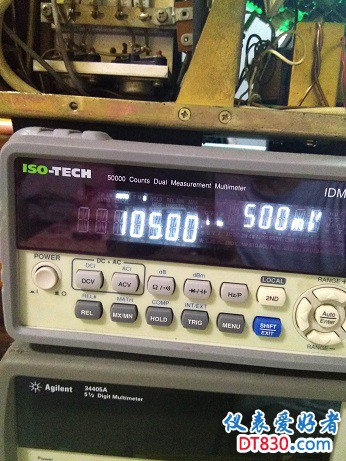 ISO-TECH
50000 Counts Dual Measurement Multimeter
IDM
10500
500mV
DC + AC
POWER
DCI
ACI
dB
dBm
LOCAL
RANGE +
DCV
ACV
Hz/P
2ND
Auto
Enter
REL#
MATH
COMP
INT/EXT
REL
MX/MN
HOLD
TRIG
MENU
SHIFT
EXIT
RANGE -
Agilent
34405A
5½ Digit Multimeter
仪表爱好者
DT830.com